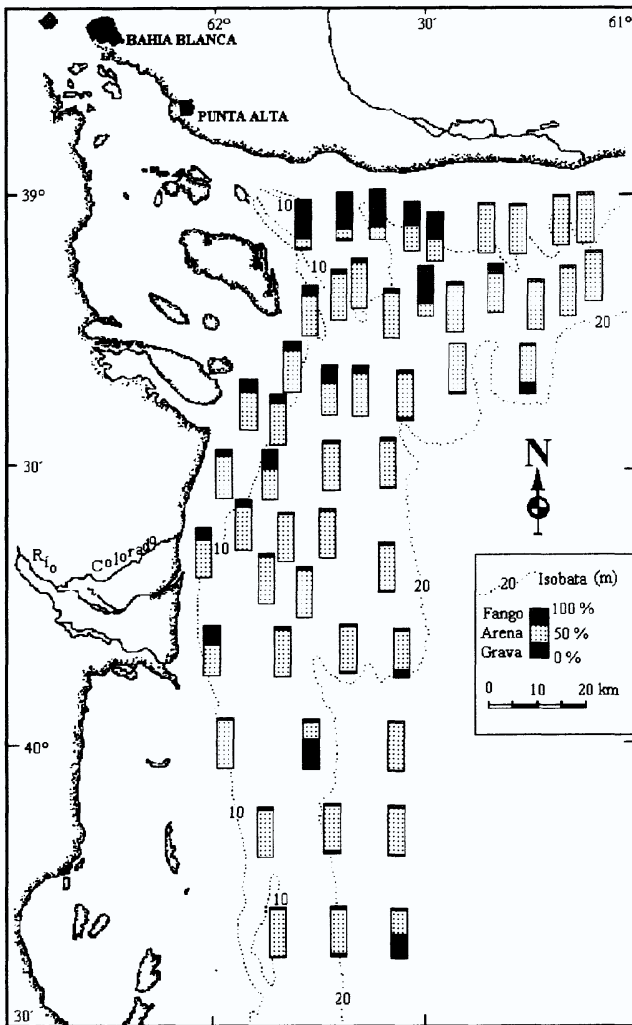 62° 30' 61°
BAHIA BLANCA
PUNTA ALTA
39°
10
10
20
30'
N
10
Río Colorado
20
20 Isobata (m)
Fango 100 %
Arena 50 %
Grava 0 %
0 10 20 km
40°
10
10
30'
20